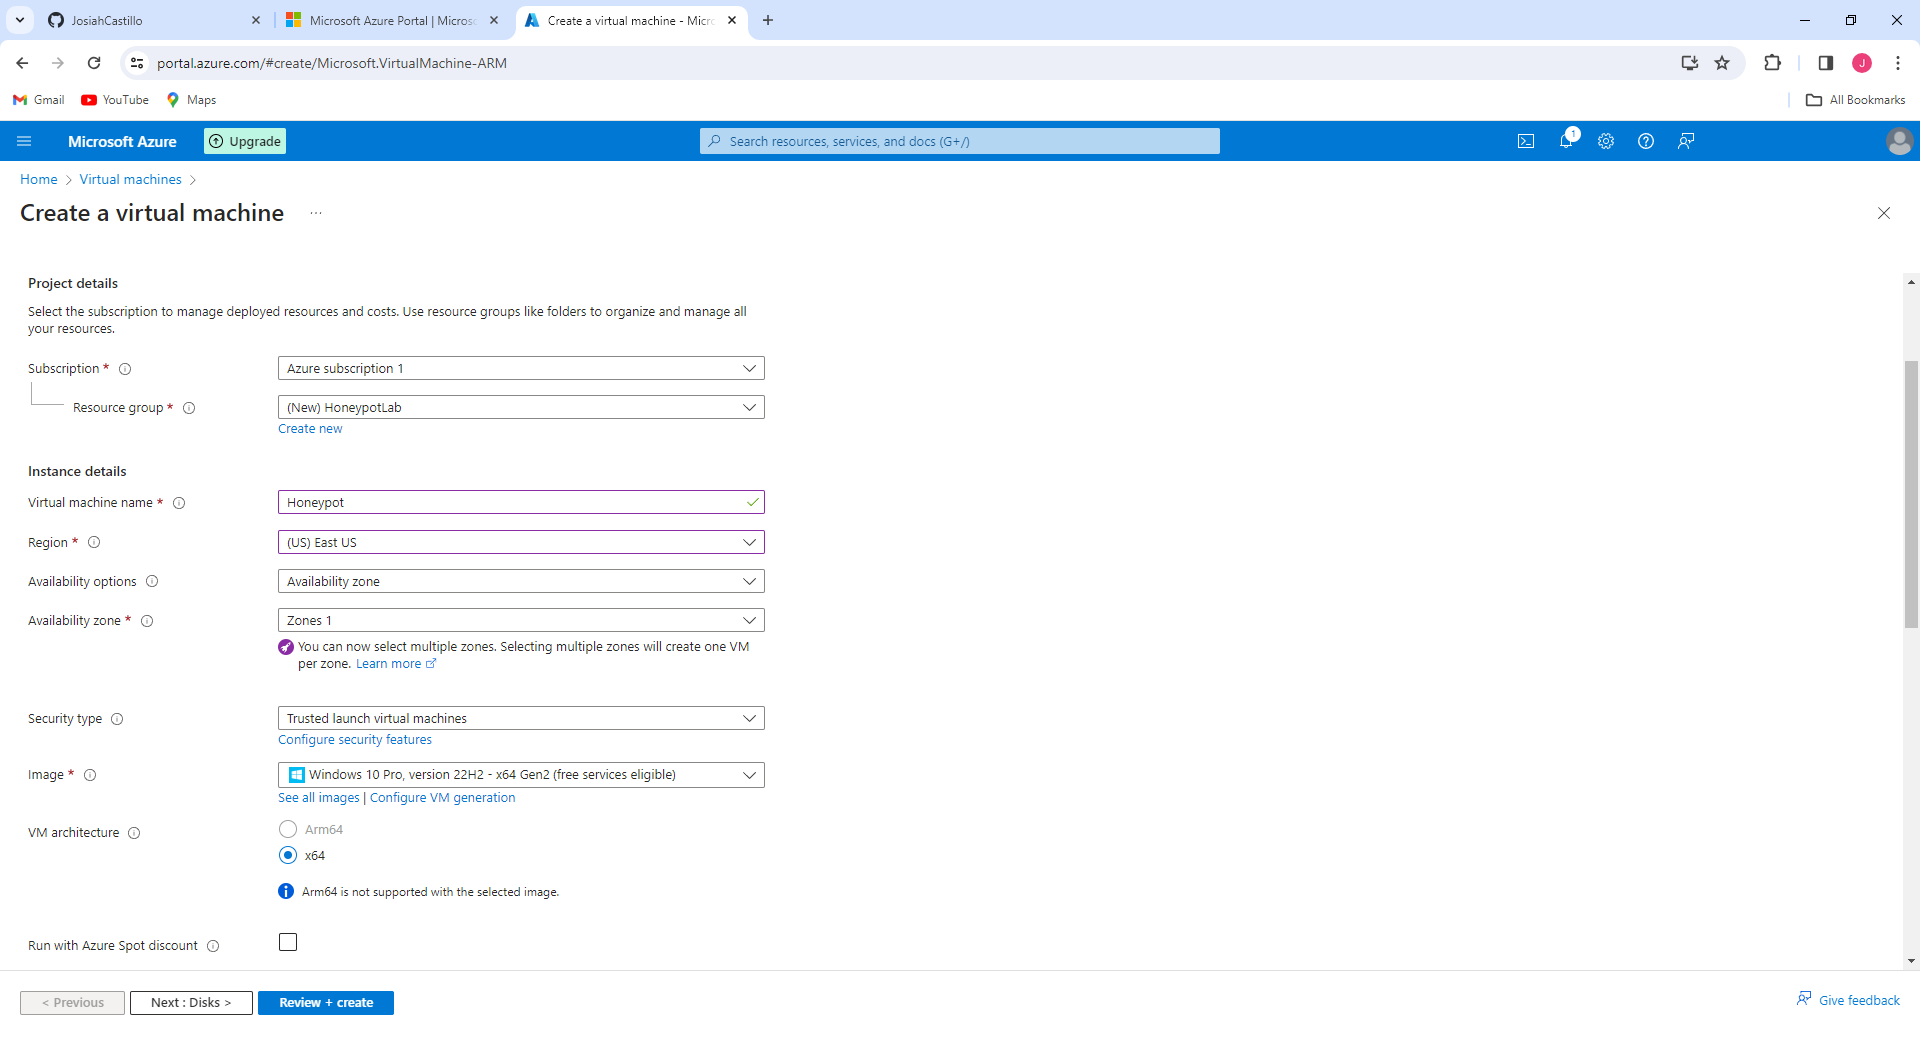 JosiahCastillo
Microsoft Azure Portal | Micros
Create a virtual machine - Micr
portal.azure.com/#create/Microsoft.VirtualMachine-ARM
J
Gmail
YouTube
Maps
All Bookmarks
Microsoft Azure
Upgrade
Search resources, services, and docs (G+/)
1
Home > Virtual machines >
Create a virtual machine ...
Project details
Select the subscription to manage deployed resources and costs. Use resource groups like folders to organize and manage all
your resources.
Subscription *
Azure subscription 1
Resource group *
(New) HoneypotLab
Create new
Instance details
Virtual machine name *
Honeypot
Region *
(US) East US
Availability options
Availability zone
Availability zone *
Zones 1
You can now select multiple zones. Selecting multiple zones will create one VM
per zone. Learn more
Security type
Trusted launch virtual machines
Configure security features
Image *
Windows 10 Pro, version 22H2 - x64 Gen2 (free services eligible)
See all images | Configure VM generation
VM architecture
Arm64
x64
Arm64 is not supported with the selected image.
Run with Azure Spot discount
< Previous
Next : Disks >
Review + create
Give feedback